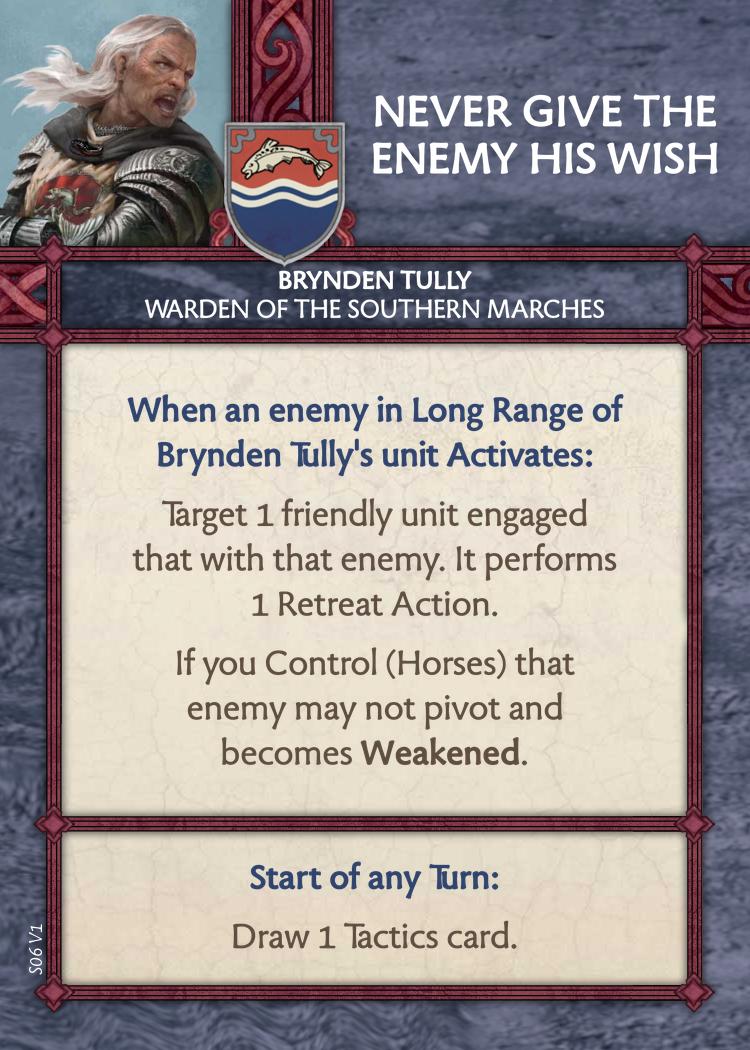 NEVER GIVE THE
ENEMY HIS WISH
BRYNDEN TULLY
WARDEN OF THE SOUTHERN MARCHES
When an enemy in Long Range of
Brynden Tully's unit Activates:
Target 1 friendly unit engaged
that with that enemy. It performs
1 Retreat Action.
If you Control (Horses) that
enemy may not pivot and
becomes Weakened.
Start of any Turn:
Draw 1 Tactics card.
S06 V1